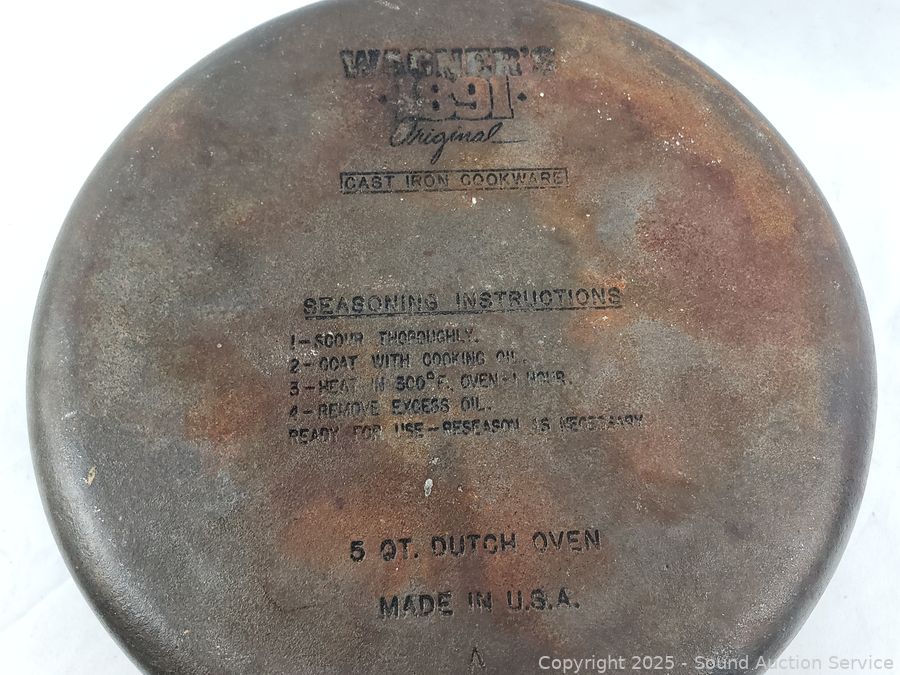 WAGNER'S
·1891·
Original
CAST IRON COOKWARE
SEASONING INSTRUCTIONS
1-SCOUR THOROUGHLY.
2-COAT WITH COOKING OIL.
3-HEAT IN 300°F. OVEN-1 HOUR.
4-REMOVE EXCESS OIL.
READY FOR USE-RESEASON AS NECESSARY
5 QT. DUTCH OVEN
MADE IN U.S.A.
Copyright 2025 - Sound Auction Service